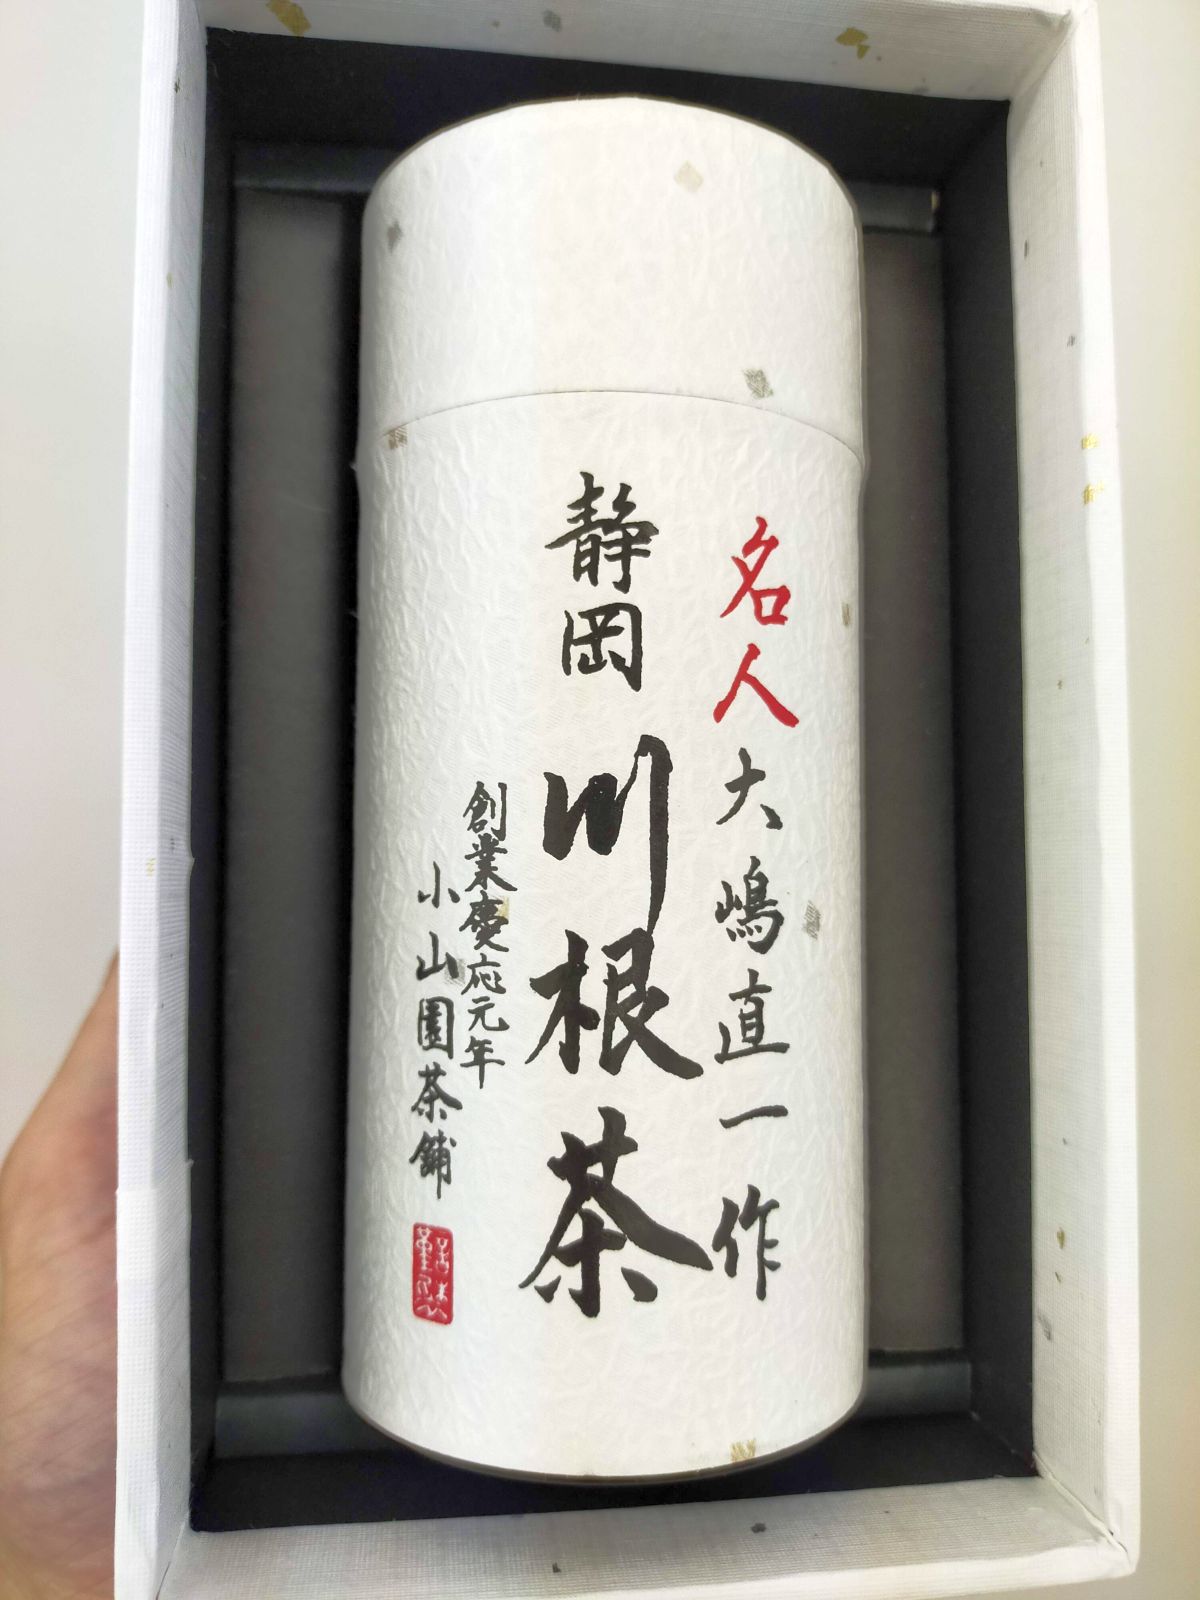 名人大嶋直一作
静岡
川根茶
創業慶応元年
小山園茶舗